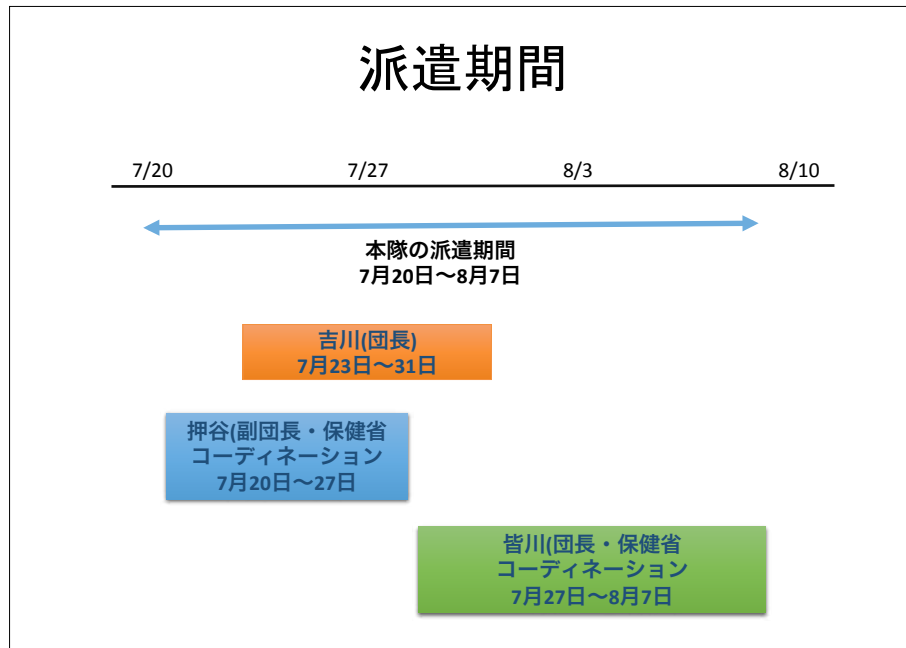 派遣期間
7/20 7/27 8/3 8/10
本隊の派遣期間
7月20日〜8月7日
吉川(団長)
7月23日〜31日
押谷(副団長・保健省
コーディネーション
7月20日〜27日
皆川(団長・保健省
コーディネーション
7月27日〜8月7日